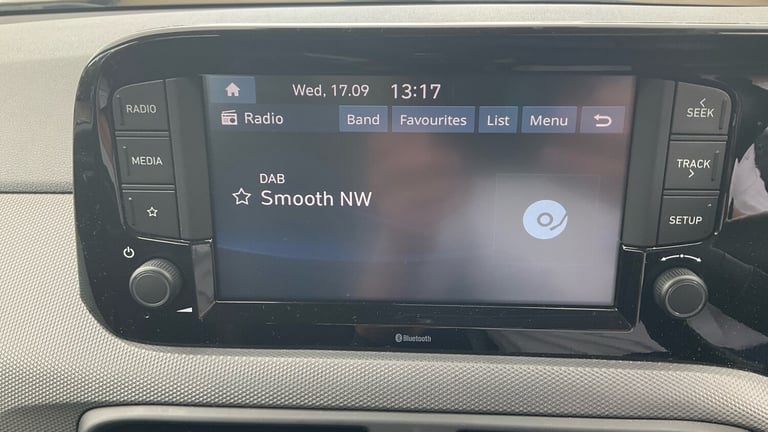 Wed, 17.09 13:17
RADIO
MEDIA
SEEK
TRACK
SETUP
Radio Band Favourites List Menu
DAB
Smooth NW
Bluetooth